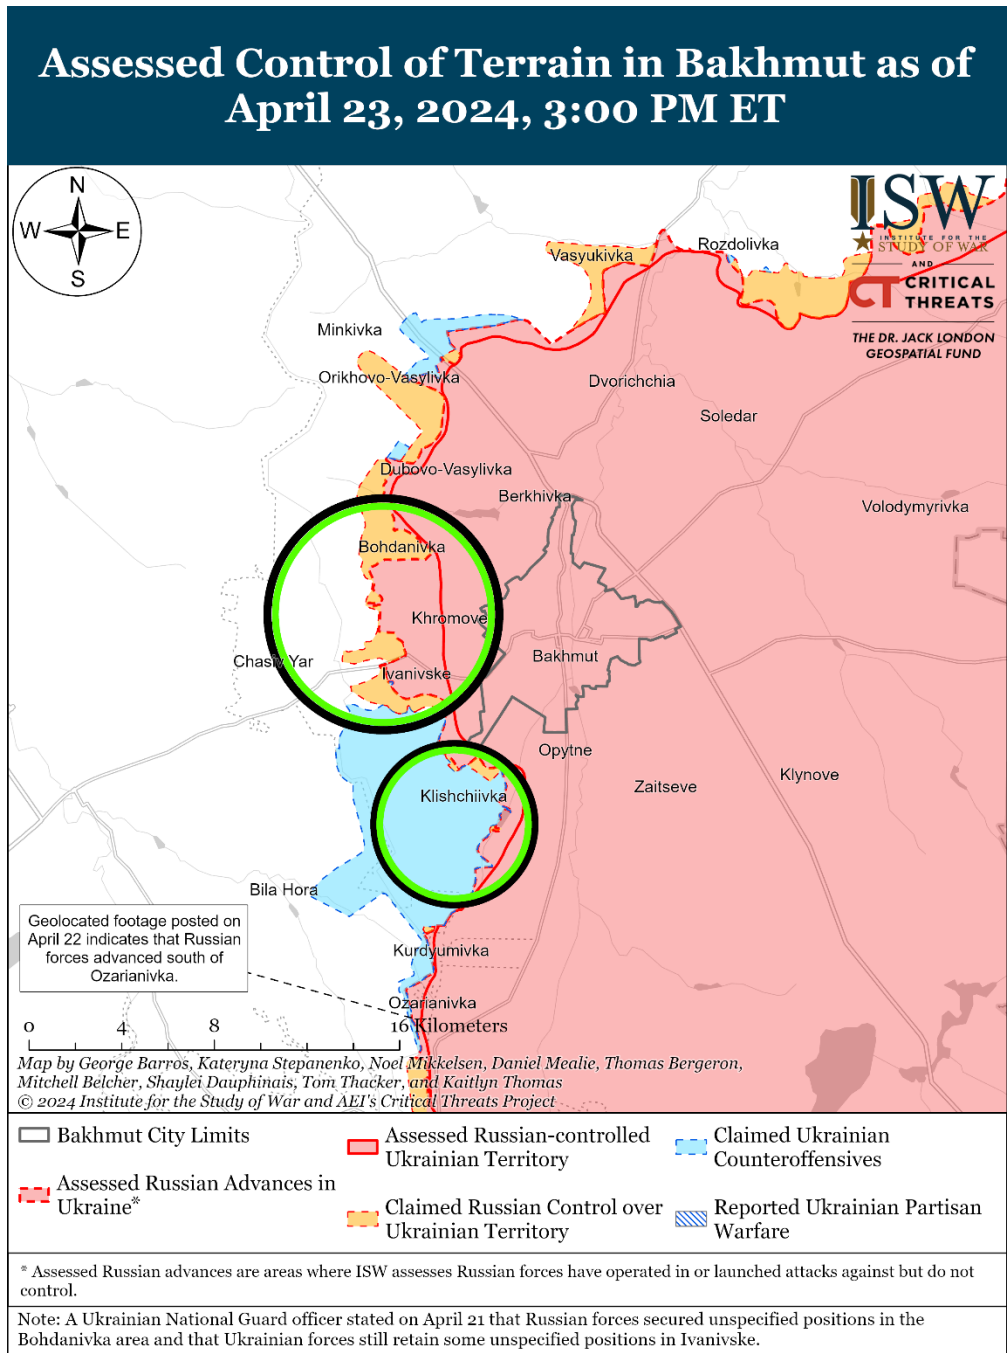 Assessed Control of Terrain in Bakhmut as of
April 23, 2024, 3:00 PM ET
N
W
E
S
ISW
INSTITUTE FOR THE
STUDY OF WAR
AND
CT CRITICAL
THREATS
THE DR. JACK LONDON
GEOSPATIAL FUND
Rozdolivka
Vasyukivka
Minkivka
Orikhovo-Vasylivka
Dvorichchia
Soledar
Dubovo-Vasylivka
Berkhivka
Volodymyrivka
Bohdanivka
Khromove
Bakhmut
Chasiv Yar
Ivanivske
Opytne
Klynove
Zaitseve
Klishchiivka
Bila Hora
Geolocated footage posted on
April 22 indicates that Russian
forces advanced south of
Ozarianivka.
Kurdyumivka
Ozarianivka
0 4 8 16 Kilometers
Map by George Barros, Kateryna Stepanenko, Noel Mikkelsen, Daniel Mealie, Thomas Bergeron,
Mitchell Belcher, Shaylei Dauphinais, Tom Thacker, and Kaitlyn Thomas
© 2024 Institute for the Study of War and AEI's Critical Threats Project
Bakhmut City Limits
Assessed Russian Advances in
Ukraine*
Assessed Russian-controlled
Ukrainian Territory
Claimed Russian Control over
Ukrainian Territory
Claimed Ukrainian
Counteroffensives
Reported Ukrainian Partisan
Warfare
* Assessed Russian advances are areas where ISW assesses Russian forces have operated in or launched attacks against but do not
control.
Note: A Ukrainian National Guard officer stated on April 21 that Russian forces secured unspecified positions in the
Bohdanivka area and that Ukrainian forces still retain some unspecified positions in Ivanivske.